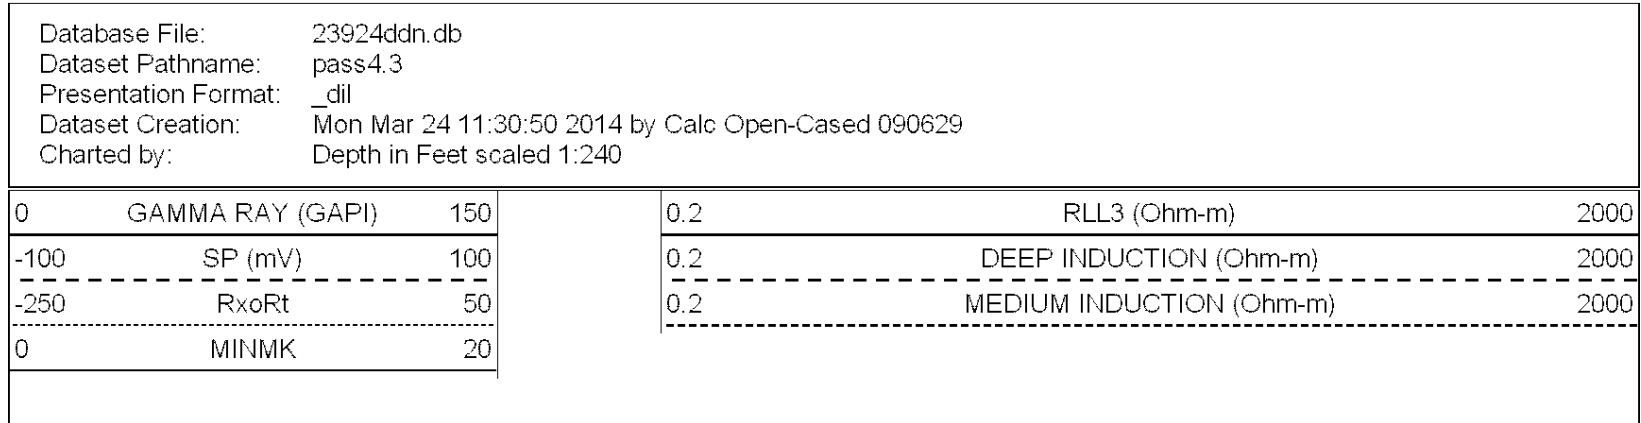 Database File: 23924ddn.db
Dataset Pathname: pass4.3
Presentation Format: _dil
Dataset Creation: Mon Mar 24 11:30:50 2014 by Calc Open-Cased 090629
Charted by: Depth in Feet scaled 1:240
0 GAMMA RAY (GAPI) 150 0.2 RLL3 (Ohm-m) 2000
-100 SP (mV) 100 0.2 DEEP INDUCTION (Ohm-m) 2000
-250 RxoRt 50 0.2 MEDIUM INDUCTION (Ohm-m) 2000
0 MINMK 20